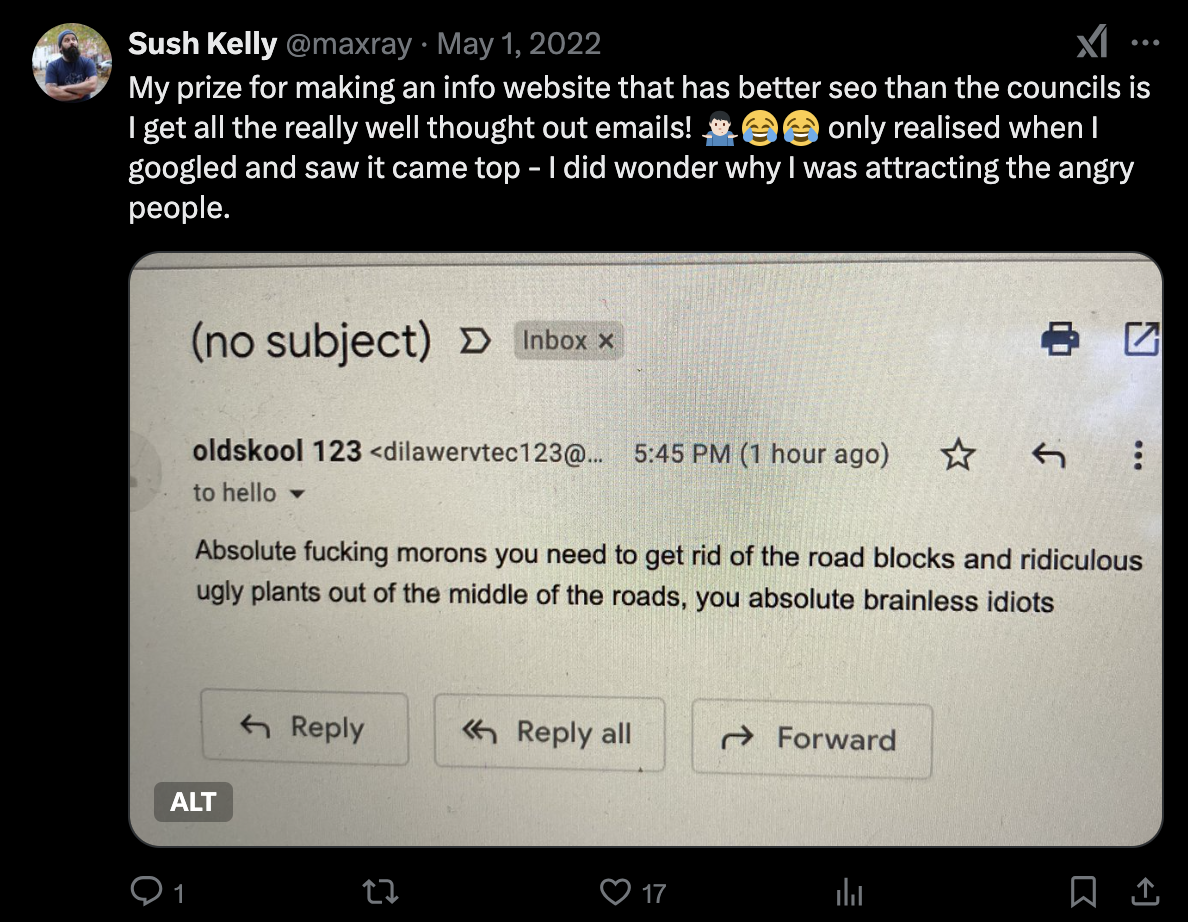 Sush Kelly @maxray · May 1, 2022
My prize for making an info website that has better seo than the councils is
I get all the really well thought out emails! 🤷🏻‍♂️😂😂 only realised when I
googled and saw it came top - I did wonder why I was attracting the angry
people.
(no subject) Inbox ×
oldskool 123 <dilawervtec123@... 5:45 PM (1 hour ago)
to hello
Absolute fucking morons you need to get rid of the road blocks and ridiculous
ugly plants out of the middle of the roads, you absolute brainless idiots
Reply Reply all Forward
ALT
1 17